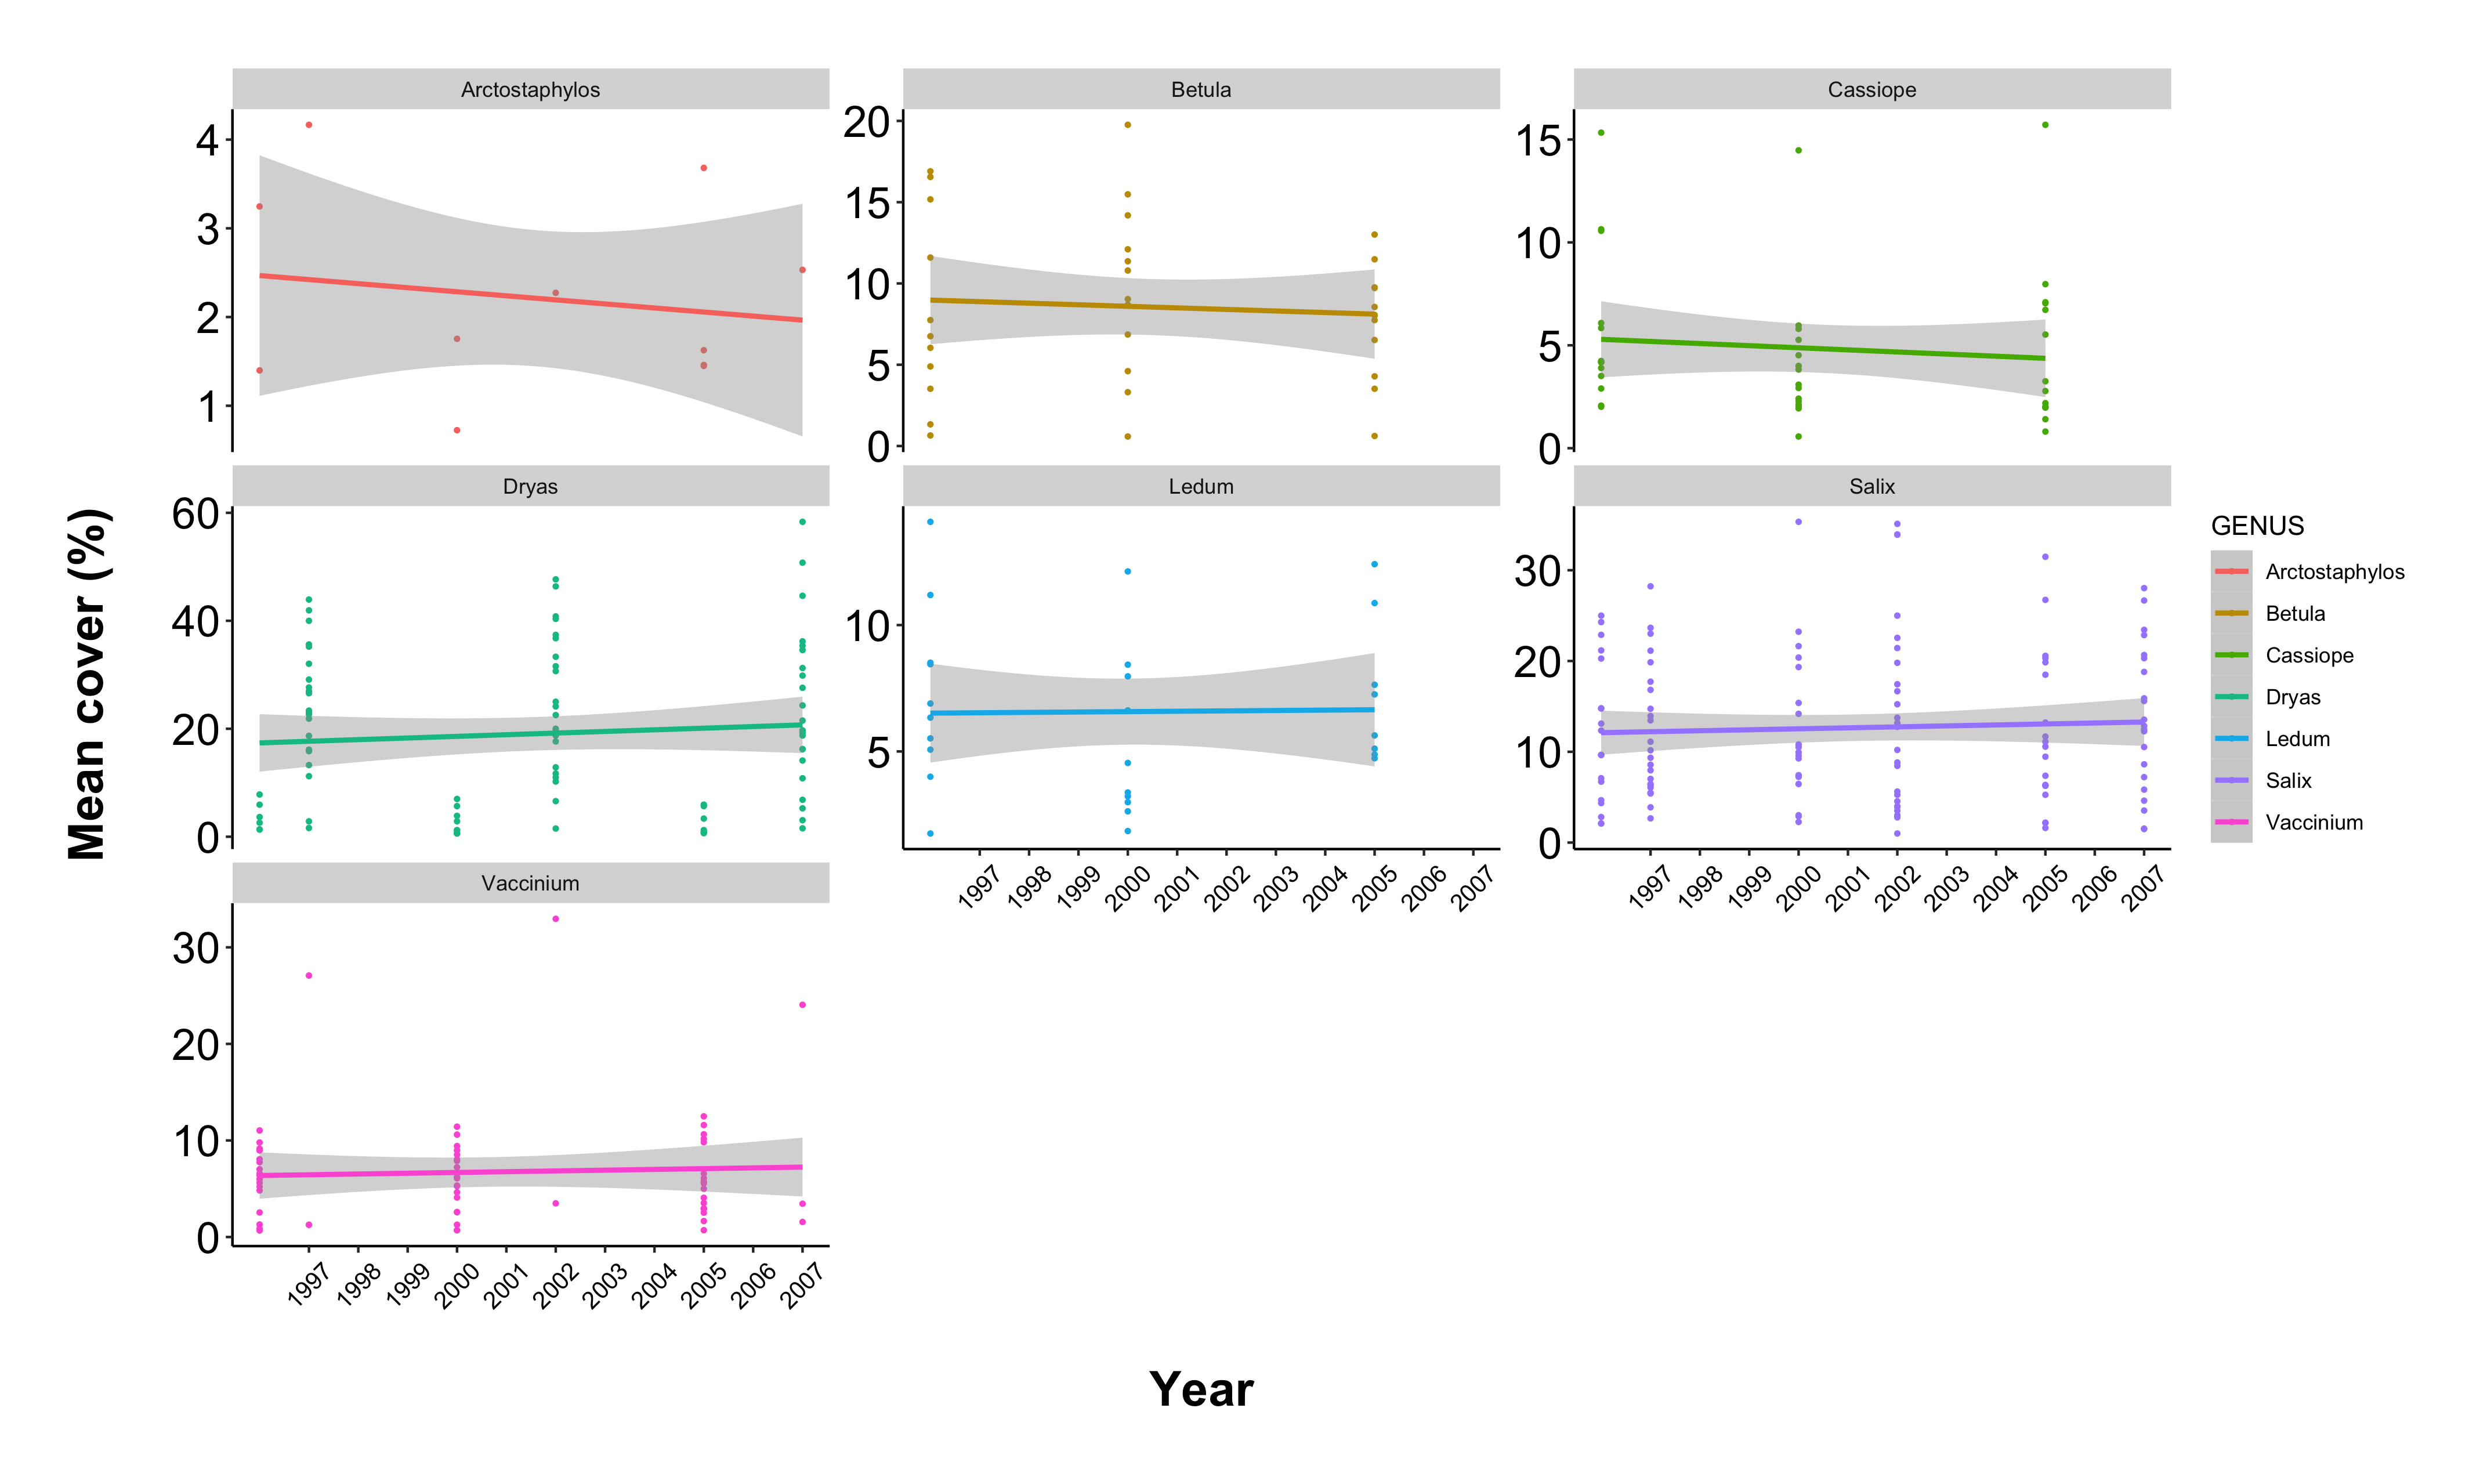 Arctostaphylos Betula Cassiope
4
3
2
1
20
15
10
5
0
15
10
5
0
Dryas Ledum Salix
60
40
20
0
10
5
30
20
10
0
1997 1998 1999 2000 2001 2002 2003 2004 2005 2006 2007
1997 1998 1999 2000 2001 2002 2003 2004 2005 2006 2007
Vaccinium
30
20
10
0
1997 1998 1999 2000 2001 2002 2003 2004 2005 2006 2007
Mean cover (%)
Year
GENUS
Arctostaphylos
Betula
Cassiope
Dryas
Ledum
Salix
Vaccinium